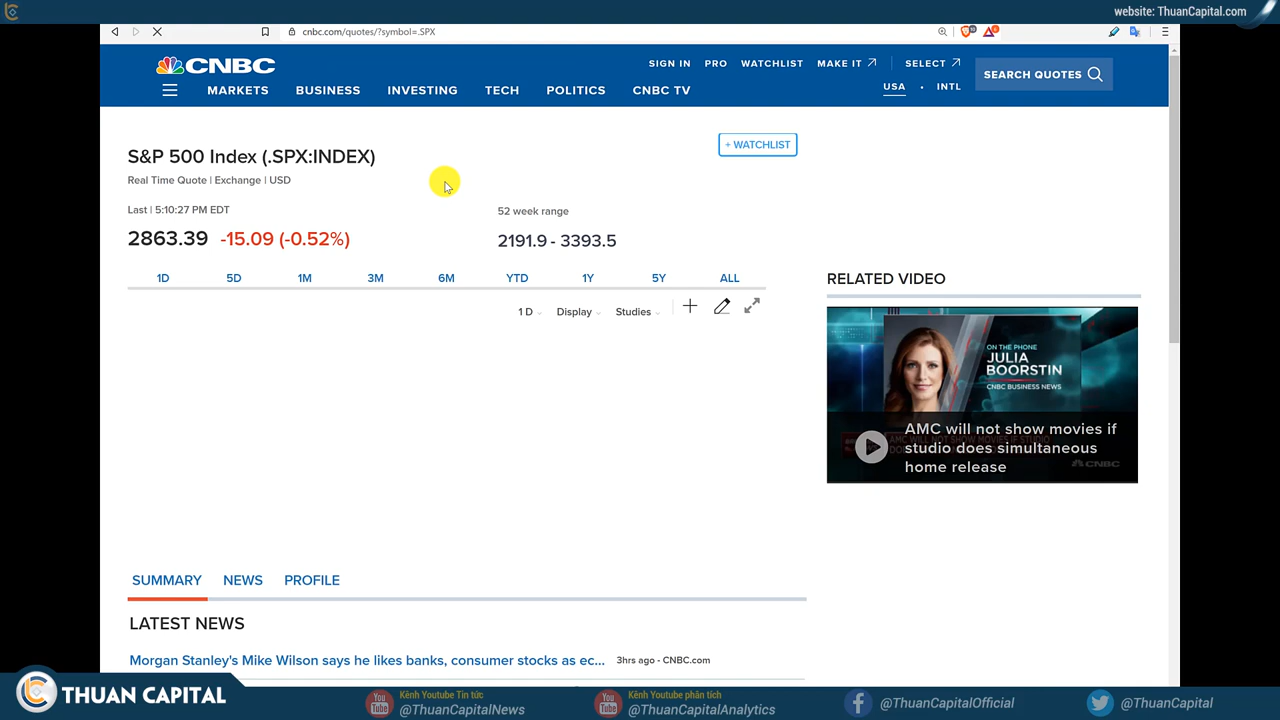 website: ThuanCapital.com
cnbc.com/quotes/?symbol=.SPX
CNBC
SIGN IN PRO WATCHLIST MAKE IT SELECT
SEARCH QUOTES
USA • INTL
MARKETS BUSINESS INVESTING TECH POLITICS CNBC TV
+ WATCHLIST
S&P 500 Index (.SPX:INDEX)
Real Time Quote | Exchange | USD
Last | 5:10:27 PM EDT
52 week range
2863.39 -15.09 (-0.52%)
2191.9 - 3393.5
1D 5D 1M 3M 6M YTD 1Y 5Y ALL
1 D Display Studies
RELATED VIDEO
ON THE PHONE
JULIA
BOORSTIN
CNBC BUSINESS NEWS
AMC will not show movies if
studio does simultaneous
home release
CNBC
SUMMARY NEWS PROFILE
LATEST NEWS
Morgan Stanley's Mike Wilson says he likes banks, consumer stocks as ec... 3hrs ago - CNBC.com
THUAN CAPITAL
Kênh Youtube Tin tức:
@ThuanCapitalNews
Kênh Youtube phân tích
@ThuanCapitalAnalytics
@ThuanCapitalOfficial
@ThuanCapital